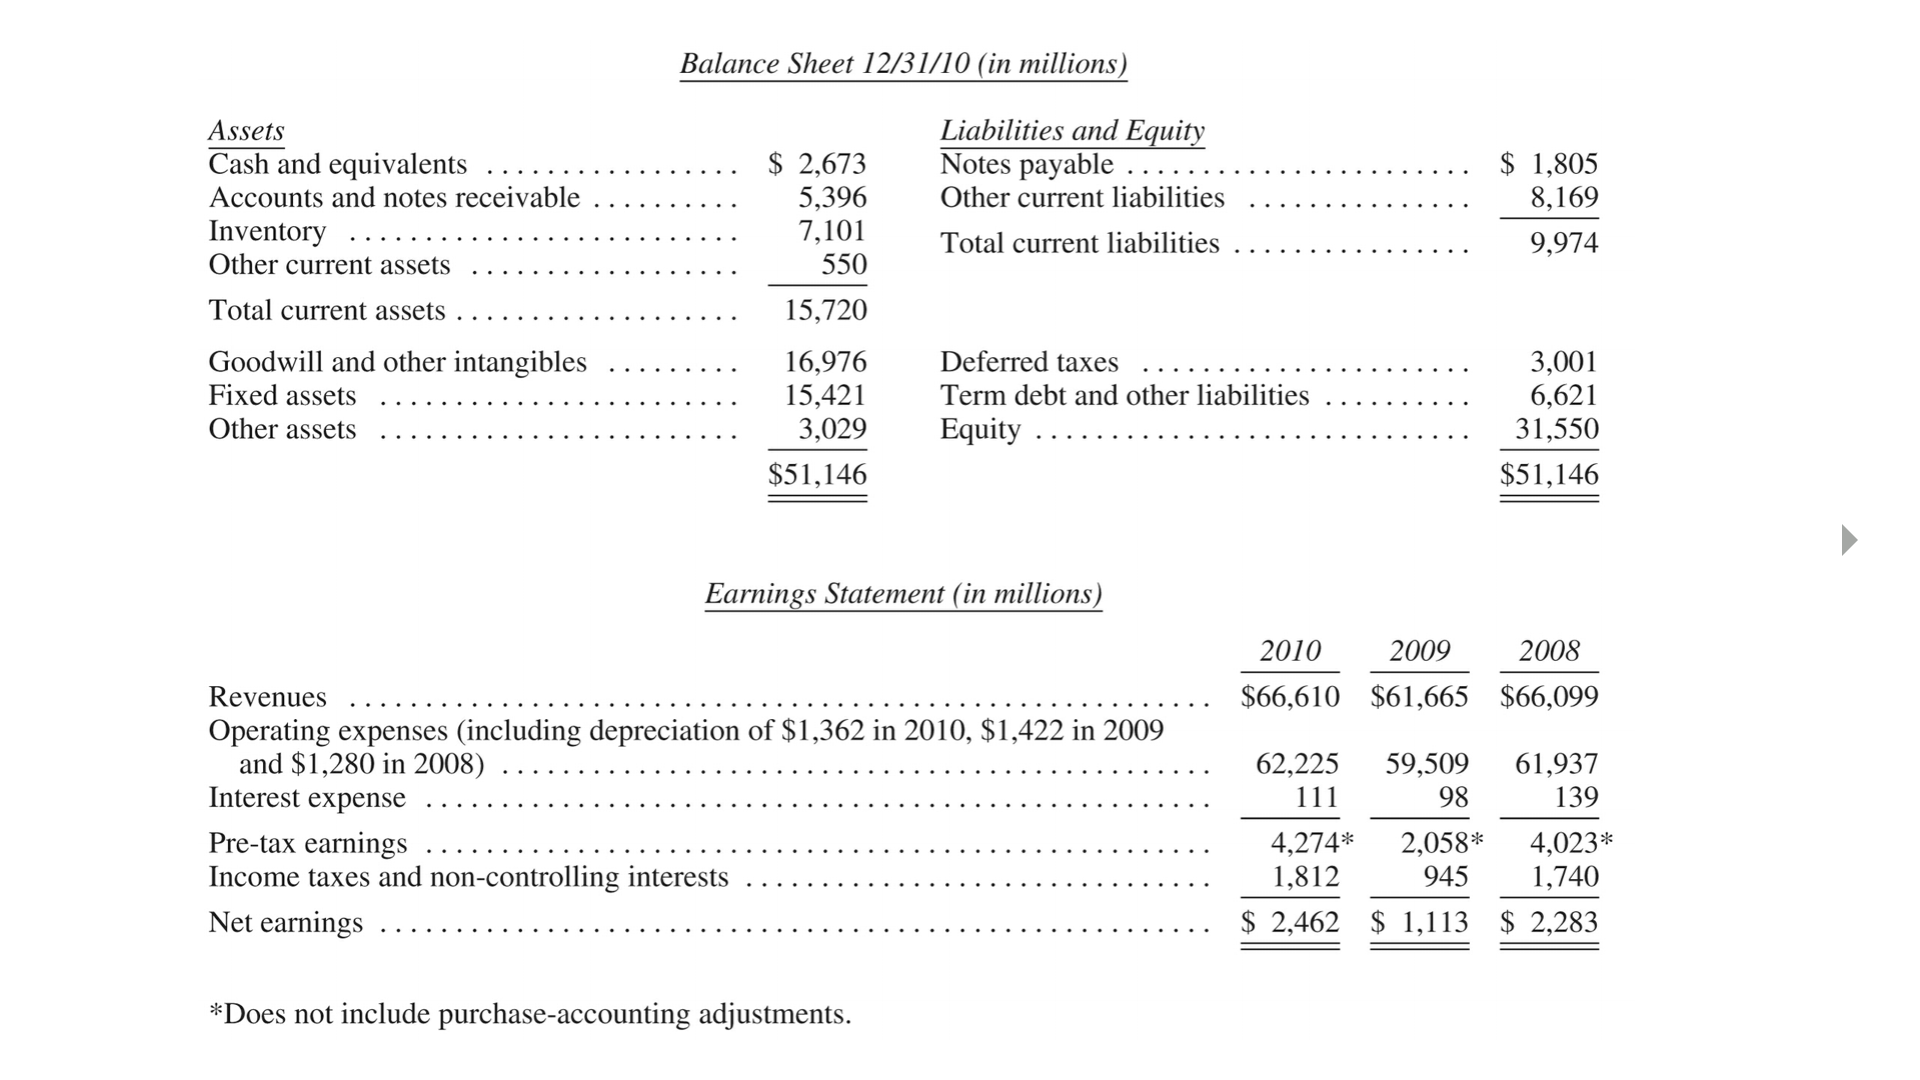 Balance Sheet 12/31/10 (in millions)
Assets
Cash and equivalents . . . . . . . . . . . . . . . . . $ 2,673
Accounts and notes receivable . . . . . . . . . . 5,396
Inventory . . . . . . . . . . . . . . . . . . . . . . . . . . 7,101
Other current assets . . . . . . . . . . . . . . . . . . 550
Total current assets . . . . . . . . . . . . . . . . . . . 15,720
Goodwill and other intangibles . . . . . . . . . 16,976
Fixed assets . . . . . . . . . . . . . . . . . . . . . . . . 15,421
Other assets . . . . . . . . . . . . . . . . . . . . . . . . 3,029
$51,146
Liabilities and Equity
Notes payable . . . . . . . . . . . . . . . . . . . . . . . $ 1,805
Other current liabilities . . . . . . . . . . . . . . . 8,169
Total current liabilities . . . . . . . . . . . . . . . . 9,974
Deferred taxes . . . . . . . . . . . . . . . . . . . . . . 3,001
Term debt and other liabilities . . . . . . . . . . 6,621
Equity . . . . . . . . . . . . . . . . . . . . . . . . . . . . . 31,550
$51,146
Earnings Statement (in millions)
2010 2009 2008
Revenues . . . . . . . . . . . . . . . . . . . . . . . . . . . . . . $66,610 $61,665 $66,099
Operating expenses (including depreciation of $1,362 in 2010, $1,422 in 2009
and $1,280 in 2008) . . . . . . . . . . . . . . . . . . . . . . . . . 62,225 59,509 61,937
Interest expense . . . . . . . . . . . . . . . . . . . . . . . . . . . . 111 98 139
Pre-tax earnings . . . . . . . . . . . . . . . . . . . . . . . . . . . . 4,274* 2,058* 4,023*
Income taxes and non-controlling interests . . . . . . . . . . . . . . . . 1,812 945 1,740
Net earnings . . . . . . . . . . . . . . . . . . . . . . . . . . . . . . $ 2,462 $ 1,113 $ 2,283
*Does not include purchase-accounting adjustments.